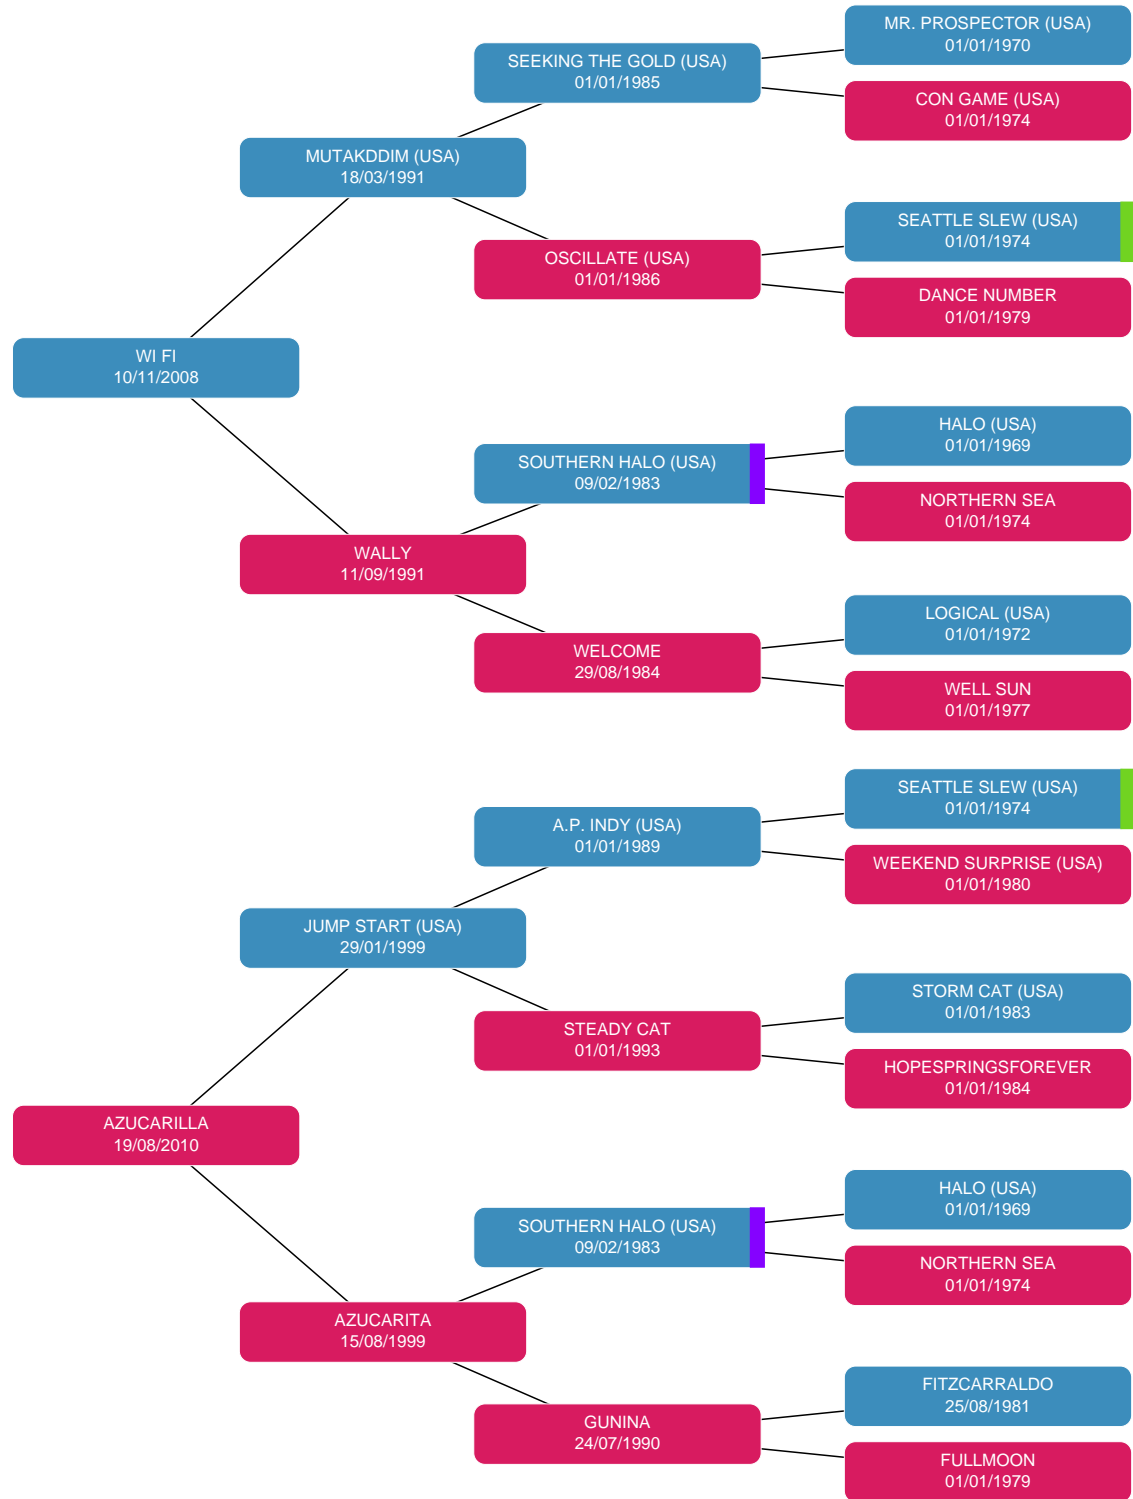 MR. PROSPECTOR (USA)
01/01/1970
SEEKING THE GOLD (USA)
01/01/1985
CON GAME (USA)
01/01/1974
MUTAKDDIM (USA)
18/03/1991
SEATTLE SLEW (USA)
01/01/1974
OSCILLATE (USA)
01/01/1986
DANCE NUMBER
01/01/1979
WI FI
10/11/2008
HALO (USA)
01/01/1969
SOUTHERN HALO (USA)
09/02/1983
NORTHERN SEA
01/01/1974
WALLY
11/09/1991
LOGICAL (USA)
01/01/1972
WELCOME
29/08/1984
WELL SUN
01/01/1977
SEATTLE SLEW (USA)
01/01/1974
A.P. INDY (USA)
01/01/1989
WEEKEND SURPRISE (USA)
01/01/1980
JUMP START (USA)
29/01/1999
STORM CAT (USA)
01/01/1983
STEADY CAT
01/01/1993
HOPESPRINGSFOREVER
01/01/1984
AZUCARILLA
19/08/2010
HALO (USA)
01/01/1969
SOUTHERN HALO (USA)
09/02/1983
NORTHERN SEA
01/01/1974
AZUCARITA
15/08/1999
FITZCARRALDO
25/08/1981
GUNINA
24/07/1990
FULLMOON
01/01/1979